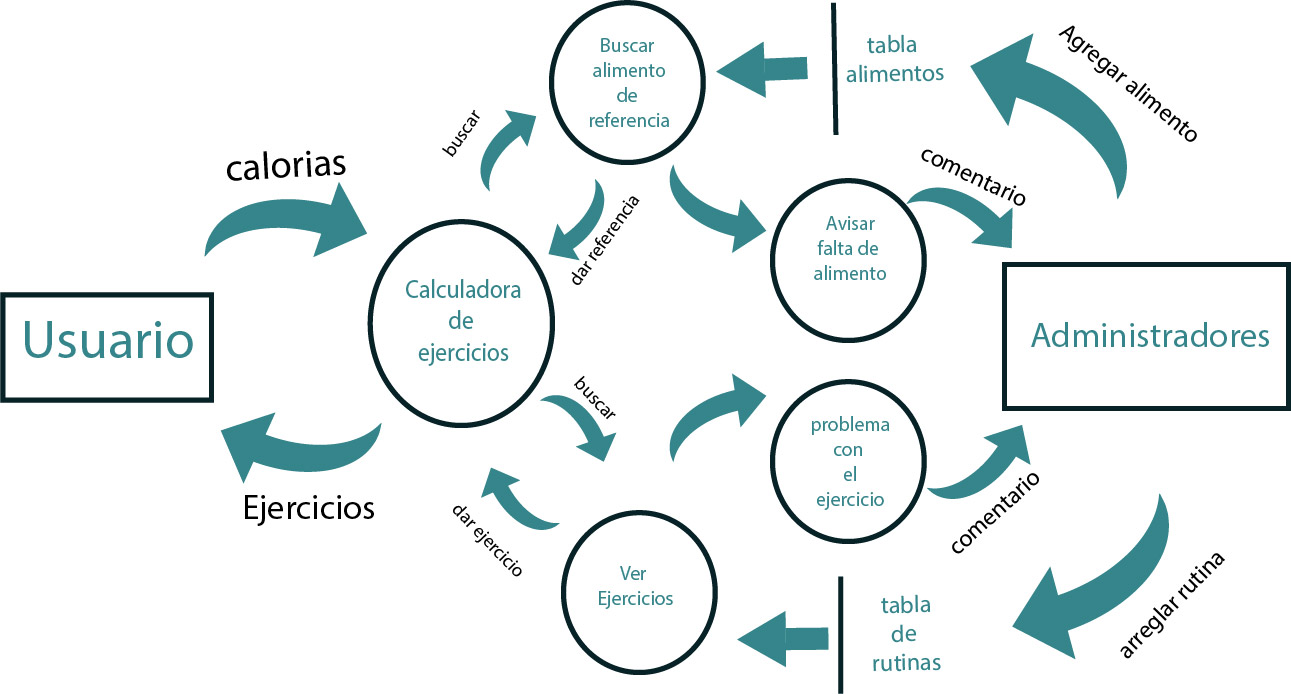 Buscar
alimento
de
referencia
tabla
alimentos
Agregar alimento
buscar
calorias
comentario
dar referencia
Avisar
falta de
alimento
Calculadora
de
ejercicios
Usuario
Administradores
buscar
problema
con
el
ejercicio
Ejercicios
dar ejercicio
comentario
Ver
Ejercicios
tabla
de
rutinas
arreglar rutina